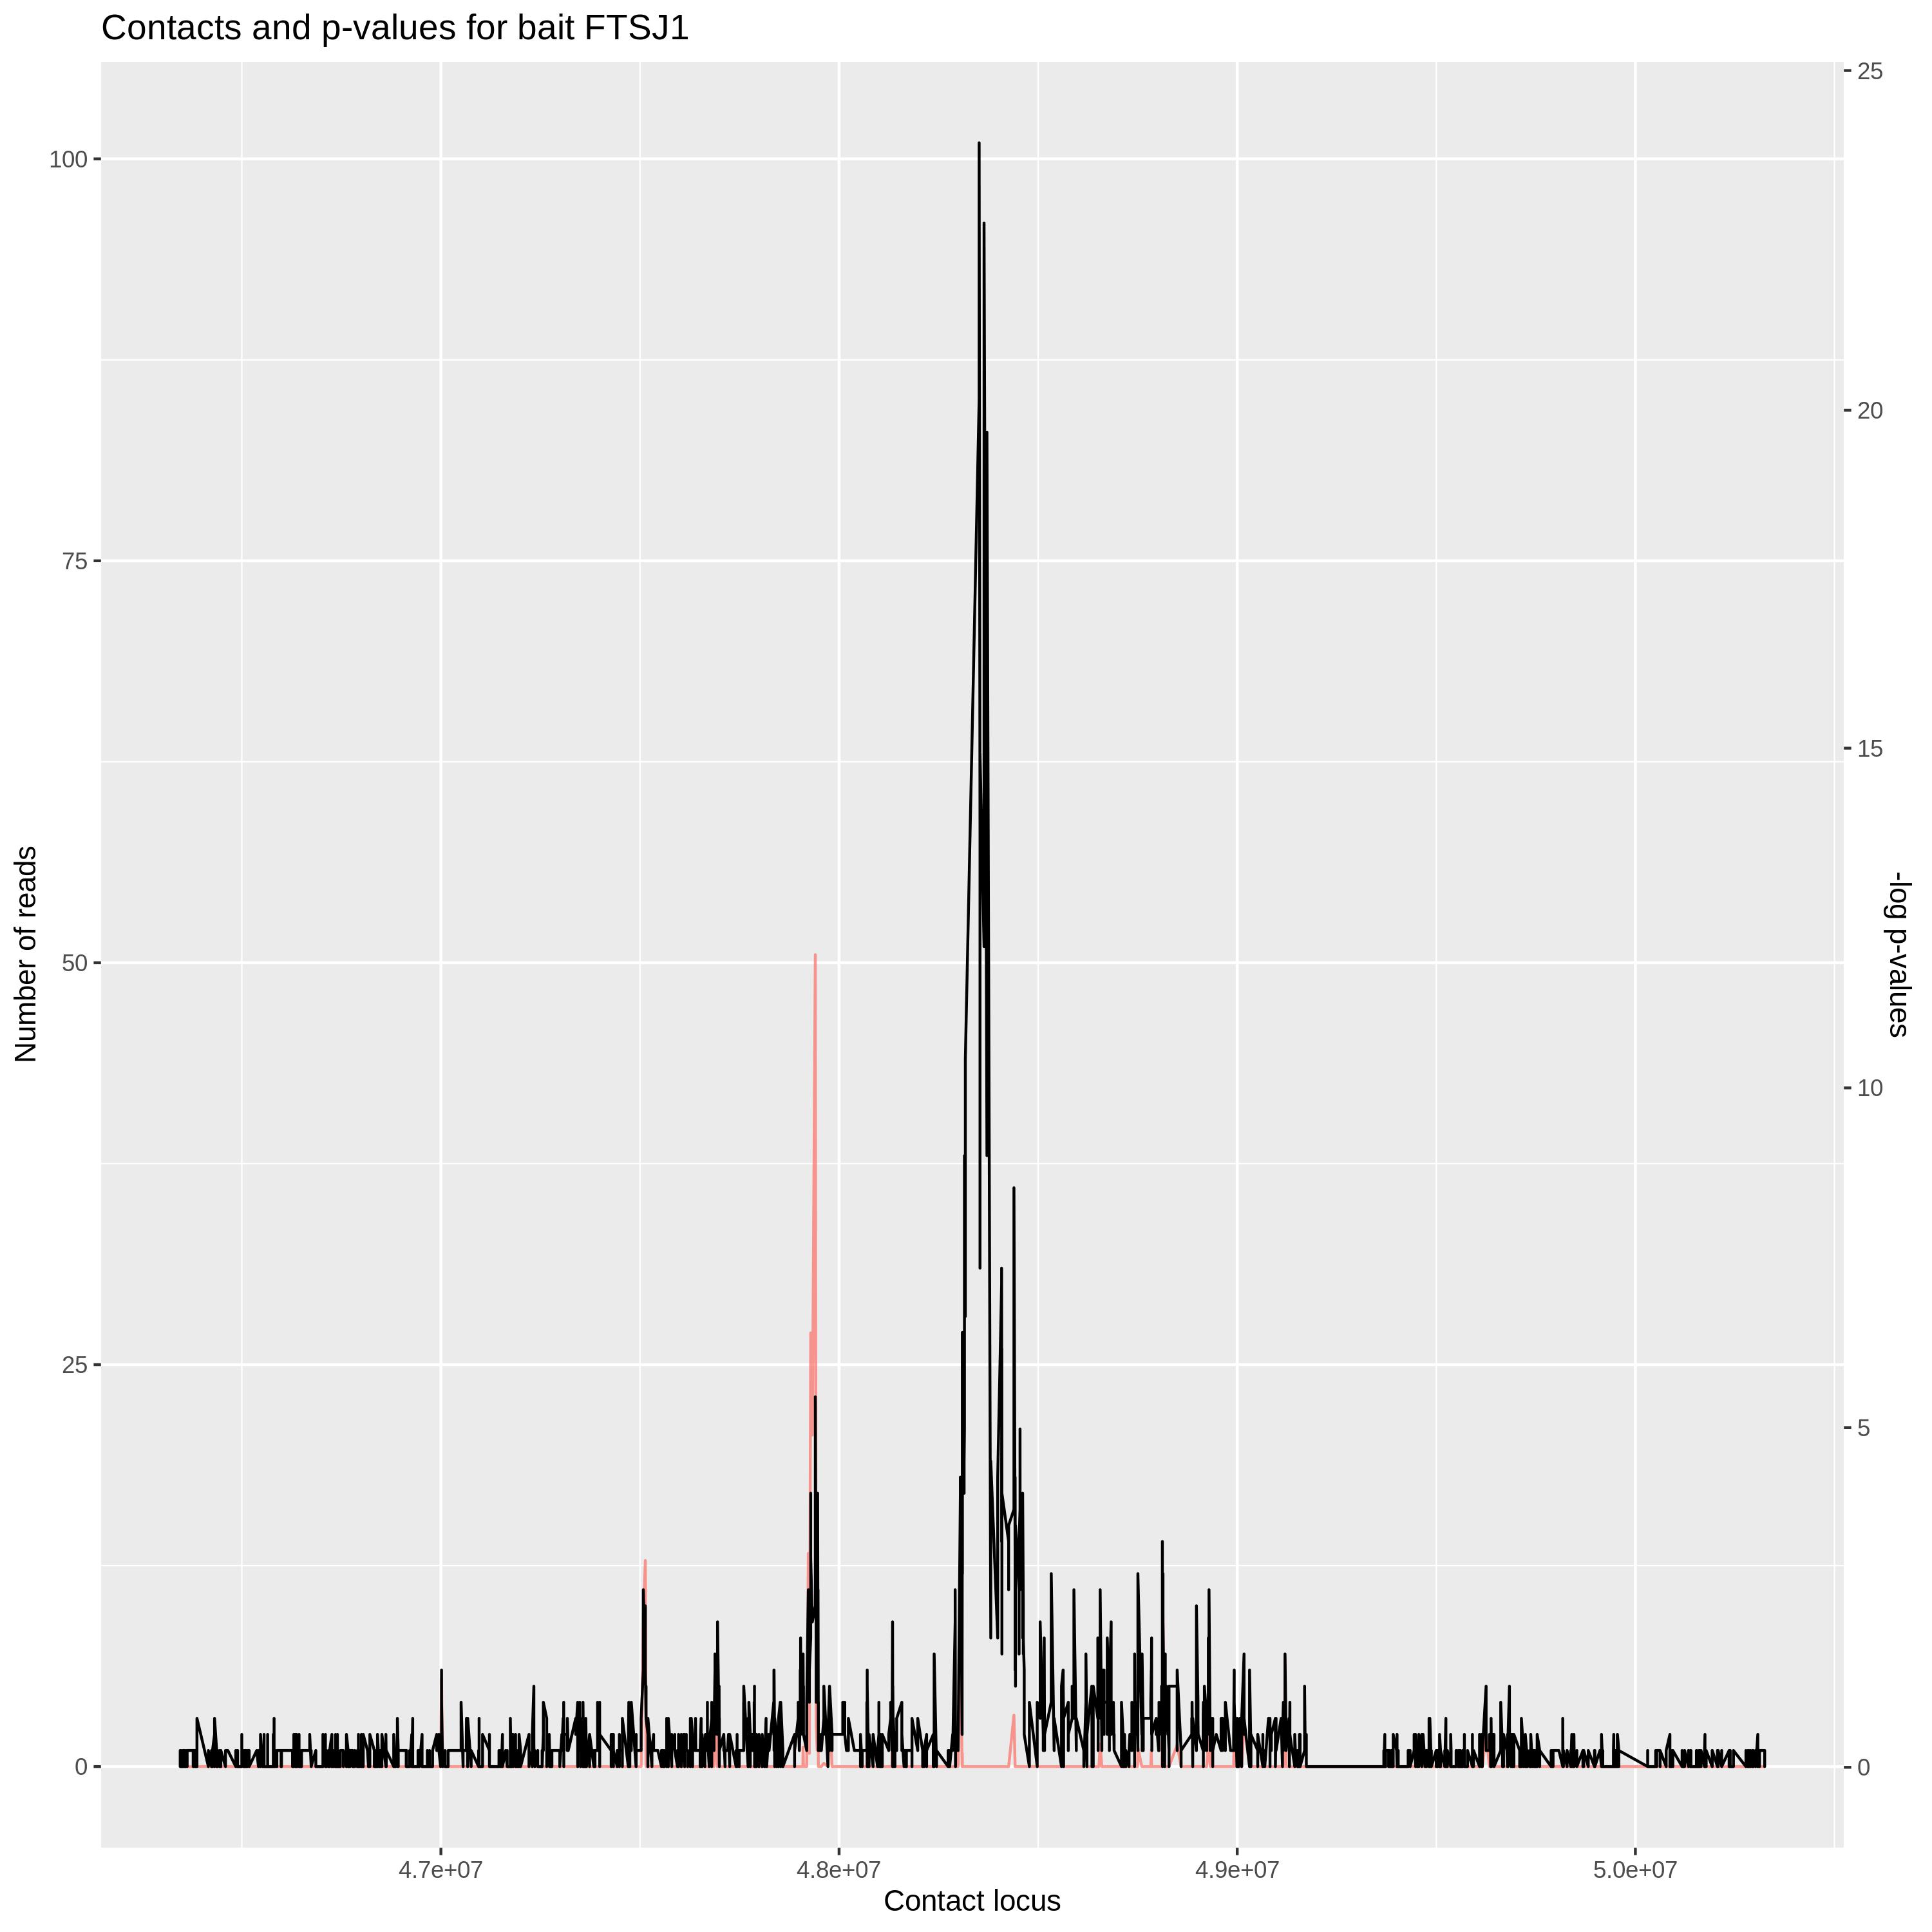 Contacts and p-values for bait FTSJ1
Number of reads
100
75
50
25
0
25
20
15
10
5
0
-log p-values
4.7e+07
4.8e+07
4.9e+07
5.0e+07
Contact locus